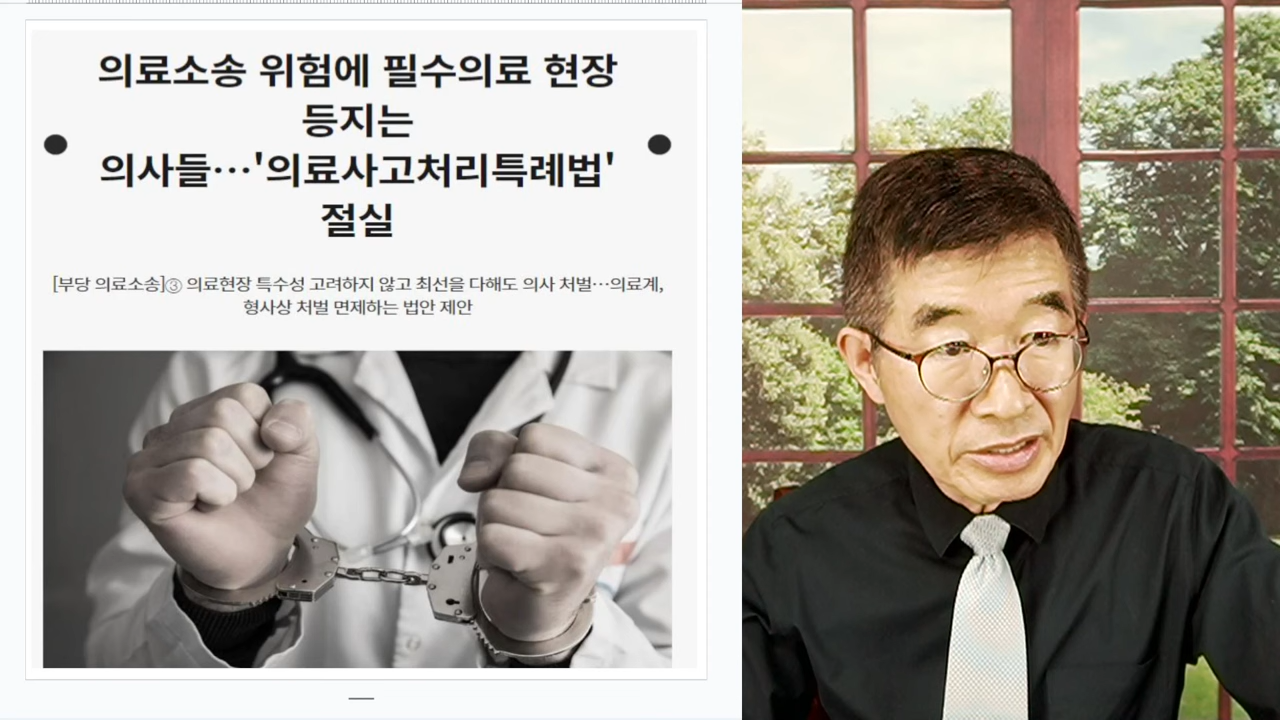 의료소송 위험에 필수의료 현장
등지는
의사들…'의료사고처리특례법'
절실
[부당 의료소송]③ 의료현장 특수성 고려하지 않고 최선을 다해도 의사 처벌…의료계,
형사상 처벌 면제하는 법안 제안